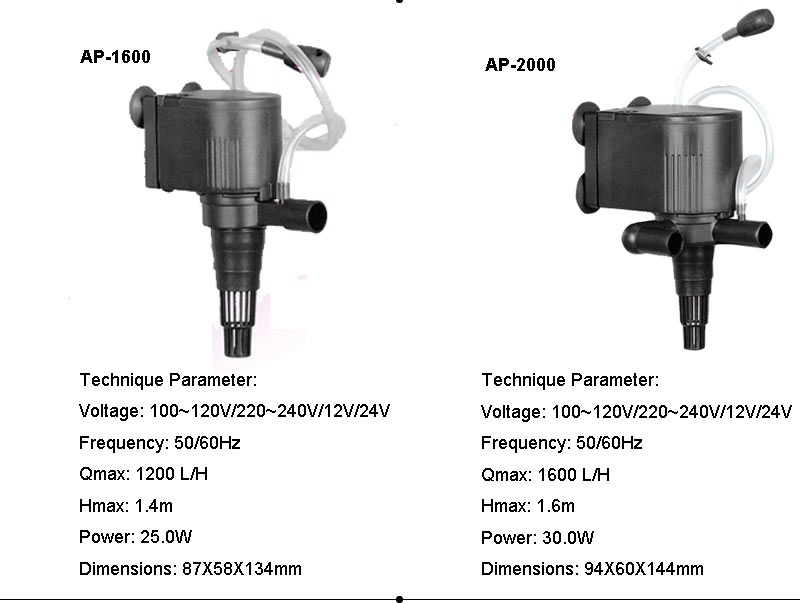 AP-1600
Technique Parameter:
Voltage: 100~120V/220~240V/12V/24V
Frequency: 50/60Hz
Qmax: 1200 L/H
Hmax: 1.4m
Power: 25.0W
Dimensions: 87X58X134mm
AP-2000
Technique Parameter:
Voltage: 100~120V/220~240V/12V/24V
Frequency: 50/60Hz
Qmax: 1600 L/H
Hmax: 1.6m
Power: 30.0W
Dimensions: 94X60X144mm